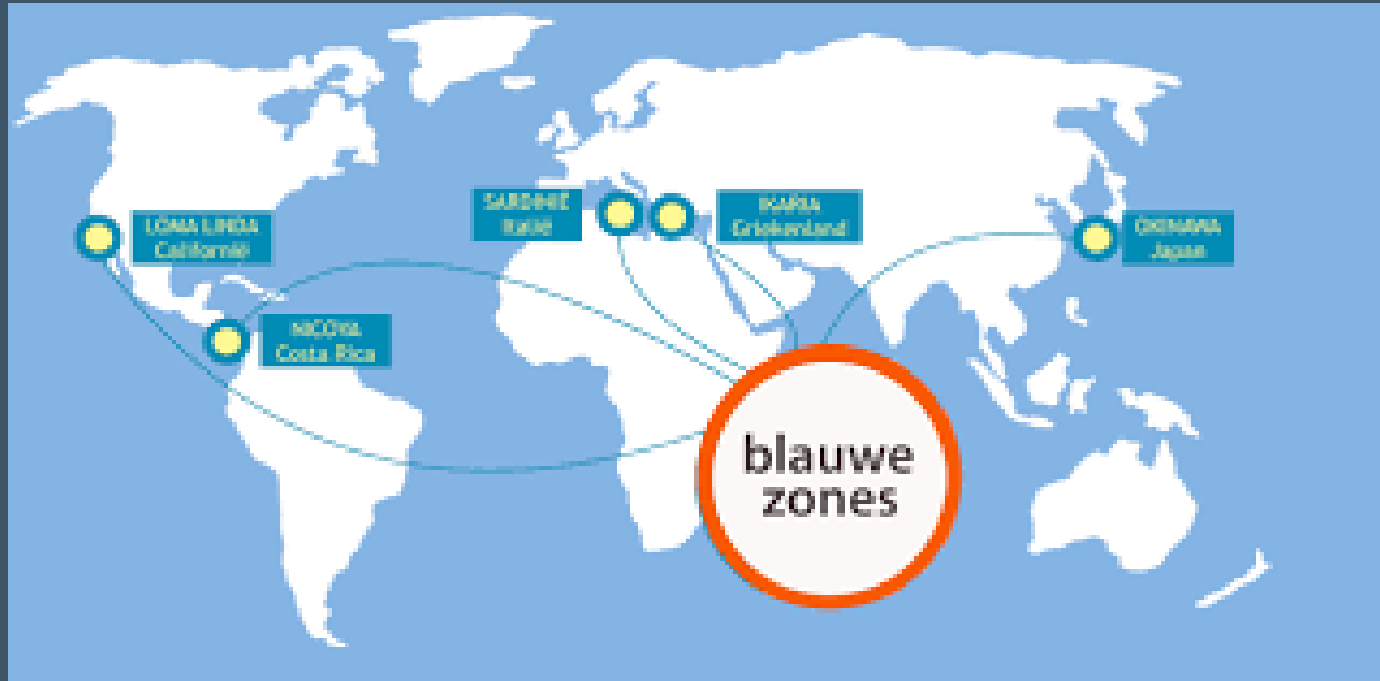 LOMA LINDA
Californië
NICOYA
Costa Rica
SARDINIË
Italië
IKARIA
Griekenland
OKINAWA
Japan
blauwe
zones